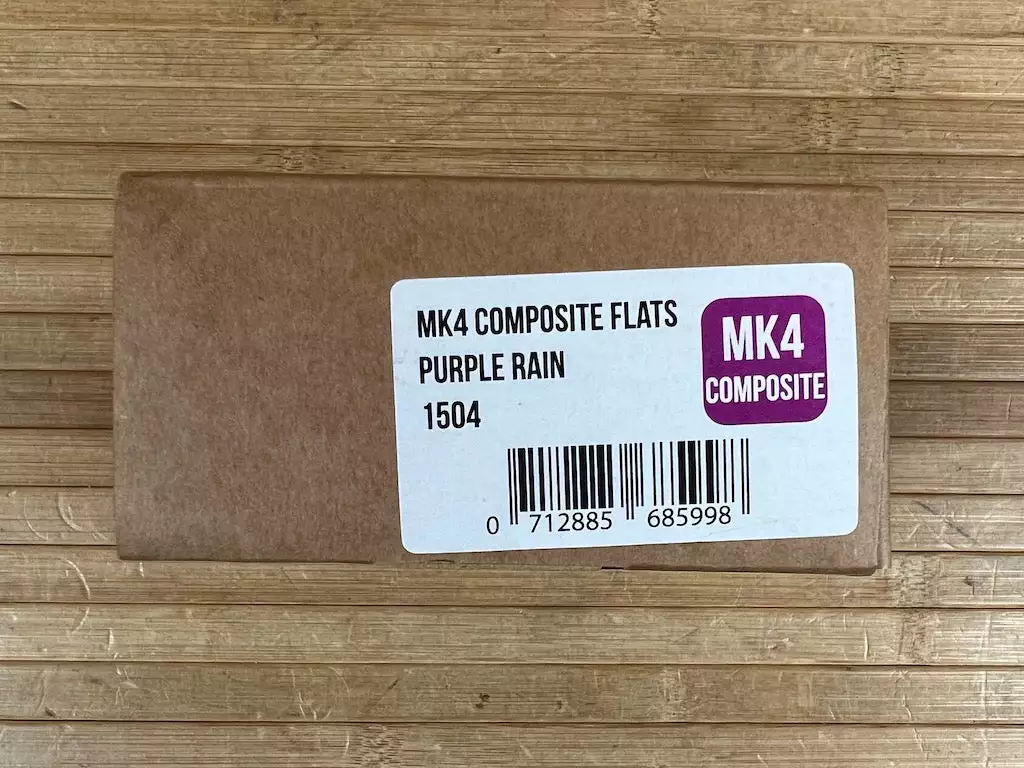 MK4 COMPOSITE FLATS
PURPLE RAIN
1504
MK4
COMPOSITE
0 712885 685998